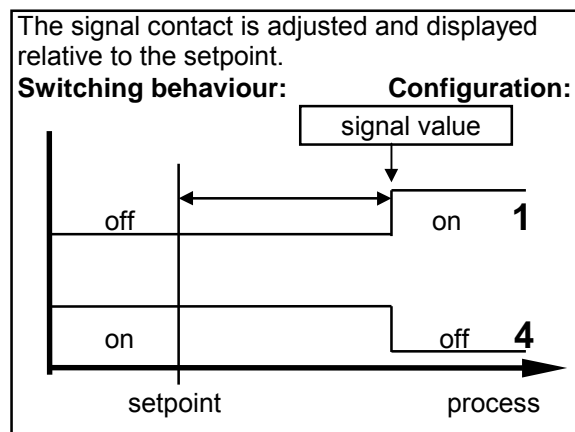 The signal contact is adjusted and displayed
relative to the setpoint.
Switching behaviour: Configuration:
signal value
off on 1
on off 4
setpoint process